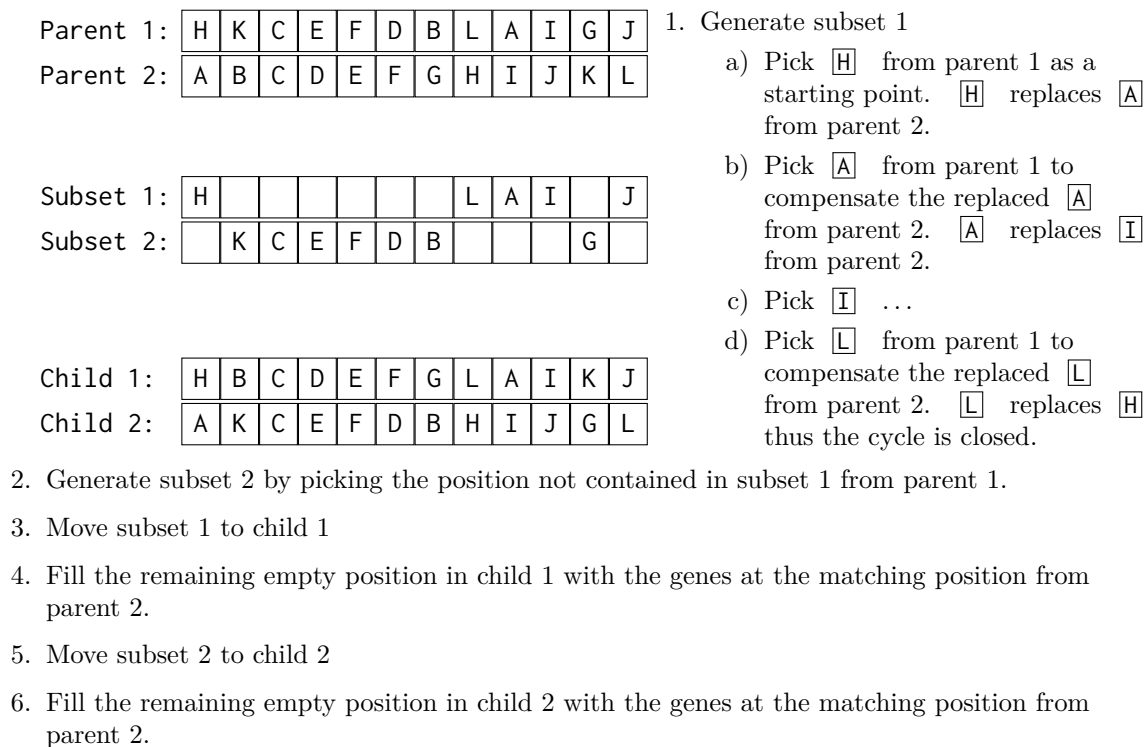 Parent 1: H K C E F D B L A I G J
Parent 2: A B C D E F G H I J K L
Subset 1: H L A I J
Subset 2: K C E F D B G
Child 1: H B C D E F G L A I K J
Child 2: A K C E F D B H I J G L
1. Generate subset 1
a) Pick H from parent 1 as a
starting point. H replaces A
from parent 2.
b) Pick A from parent 1 to
compensate the replaced A
from parent 2. A replaces I
from parent 2.
c) Pick I ...
d) Pick L from parent 1 to
compensate the replaced L
from parent 2. L replaces H
thus the cycle is closed.
2. Generate subset 2 by picking the position not contained in subset 1 from parent 1.
3. Move subset 1 to child 1
4. Fill the remaining empty position in child 1 with the genes at the matching position from
parent 2.
5. Move subset 2 to child 2
6. Fill the remaining empty position in child 2 with the genes at the matching position from
parent 2.